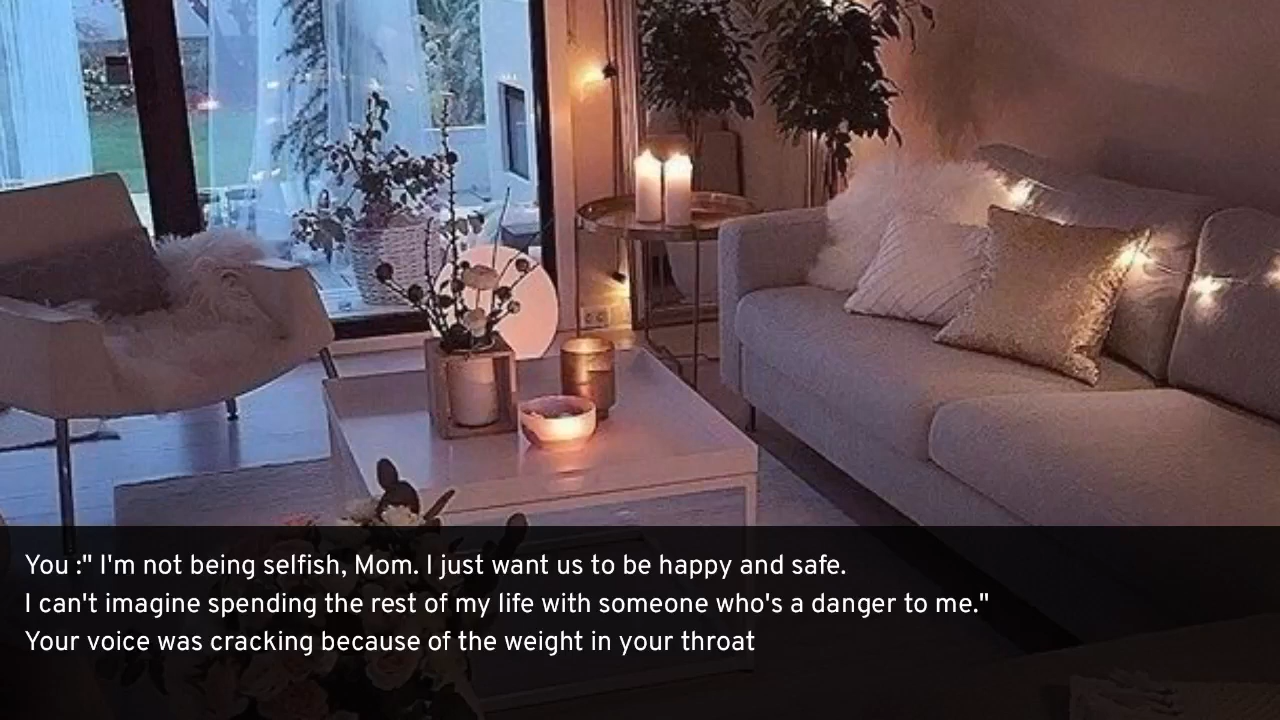 You :" I'm not being selfish, Mom. I just want us to be happy and safe.
I can't imagine spending the rest of my life with someone who's a danger to me."
Your voice was cracking because of the weight in your throat